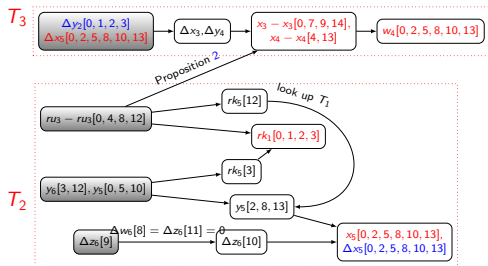 T₃
Δy₂[0, 1, 2, 3]
Δx₅[0, 2, 5, 8, 10, 13]
Δx₃, Δy₄
x₃ − x₃[0, 7, 9, 14],
x₄ − x₄[4, 13]
w₄[0, 2, 5, 8, 10, 13]
Proposition 2
T₂
ru₃ − ru₃[0, 4, 8, 12]
rk₅[12]
look up T₁
rk₁[0, 1, 2, 3]
rk₅[3]
y₆[3, 12], y₅[0, 5, 10]
y₅[2, 8, 13]
Δz₆[9]
Δw₆[8] = Δz₆[11] = 0
Δz₆[10]
x₅[0, 2, 5, 8, 10, 13],
Δx₅[0, 2, 5, 8, 10, 13]